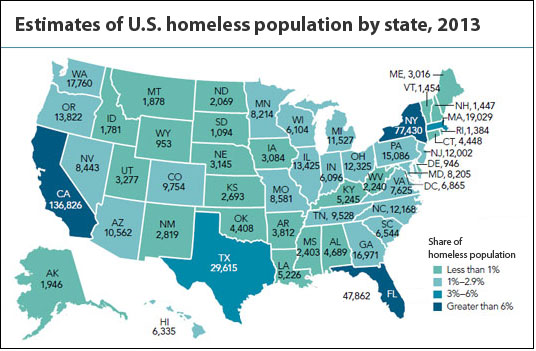 Estimates of U.S. homeless population by state, 2013
WA
17,760
OR
13,822
CA
136,826
NV
8,443
ID
1,781
MT
1,878
WY
953
UT
3,277
AZ
10,562
CO
9,754
NM
2,819
ND
2,069
SD
1,094
NE
3,145
KS
2,693
OK
4,408
TX
29,615
MN
8,214
IA
3,084
MO
8,581
AR
3,812
LA
5,226
WI
6,104
IL
13,425
MI
11,527
IN
6,096
OH
12,325
KY
5,245
TN, 9,528
MS
2,403
AL
4,689
GA
16,971
FL
47,862
SC
6,544
NC, 12,168
VA
7,625
WV
2,240
PA
15,086
NY
77,430
ME, 3,016
VT, 1,454
NH, 1,447
MA, 19,029
RI, 1,384
CT, 4,448
NJ, 12,002
DE, 946
MD, 8,205
DC, 6,865
AK
1,946
HI
6,335
Share of
homeless population
Less than 1%
1%–2.9%
3%–6%
Greater than 6%